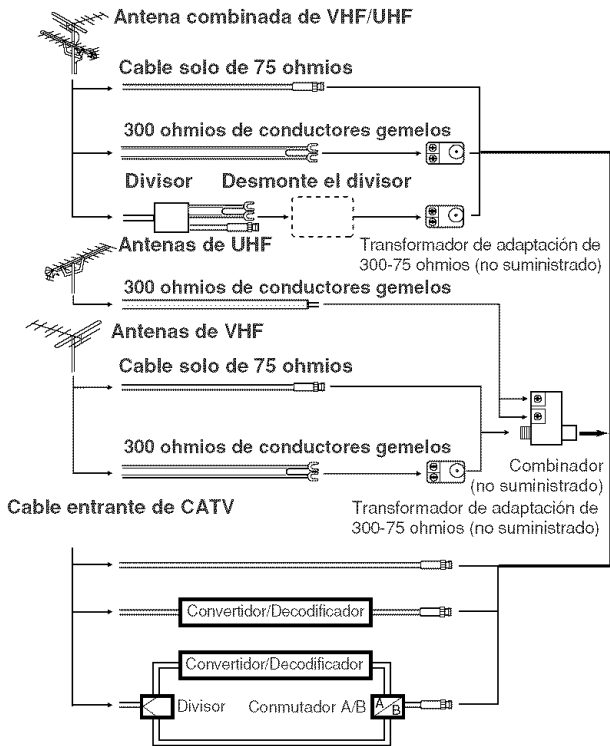 Antena combinada de VHF/UHF
Cable solo de 75 ohmios
300 ohmios de conductores gemelos
Divisor
Desmonte el divisor
Antenas de UHF
Transformador de adaptación de
300-75 ohmios (no suministrado)
300 ohmios de conductores gemelos
Antenas de VHF
Cable solo de 75 ohmios
300 ohmios de conductores gemelos
Combinador
(no suministrado)
Cable entrante de CATV
Transformador de adaptación de
300-75 ohmios (no suministrado)
Convertidor/Decodificador
Convertidor/Decodificador
Divisor
Conmutador A/B
A
B